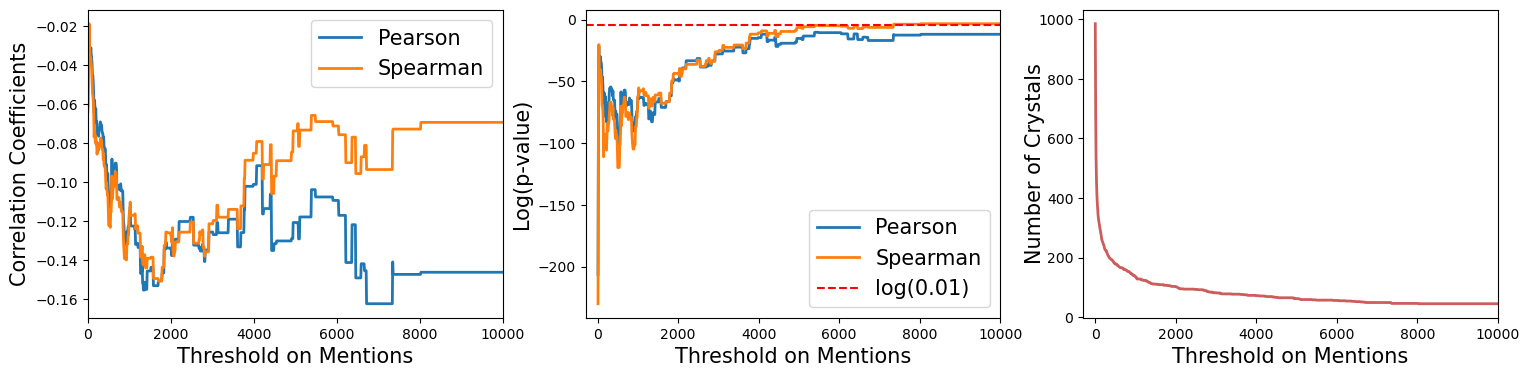 Correlation Coefficients
−0.02
−0.04
−0.06
−0.08
−0.10
−0.12
−0.14
−0.16
0 2000 4000 6000 8000 10000
Threshold on Mentions
Pearson
Spearman
Log(p-value)
0
−50
−100
−150
−200
0 2000 4000 6000 8000 10000
Threshold on Mentions
Pearson
Spearman
log(0.01)
Number of Crystals
1000
800
600
400
200
0
0 2000 4000 6000 8000 10000
Threshold on Mentions